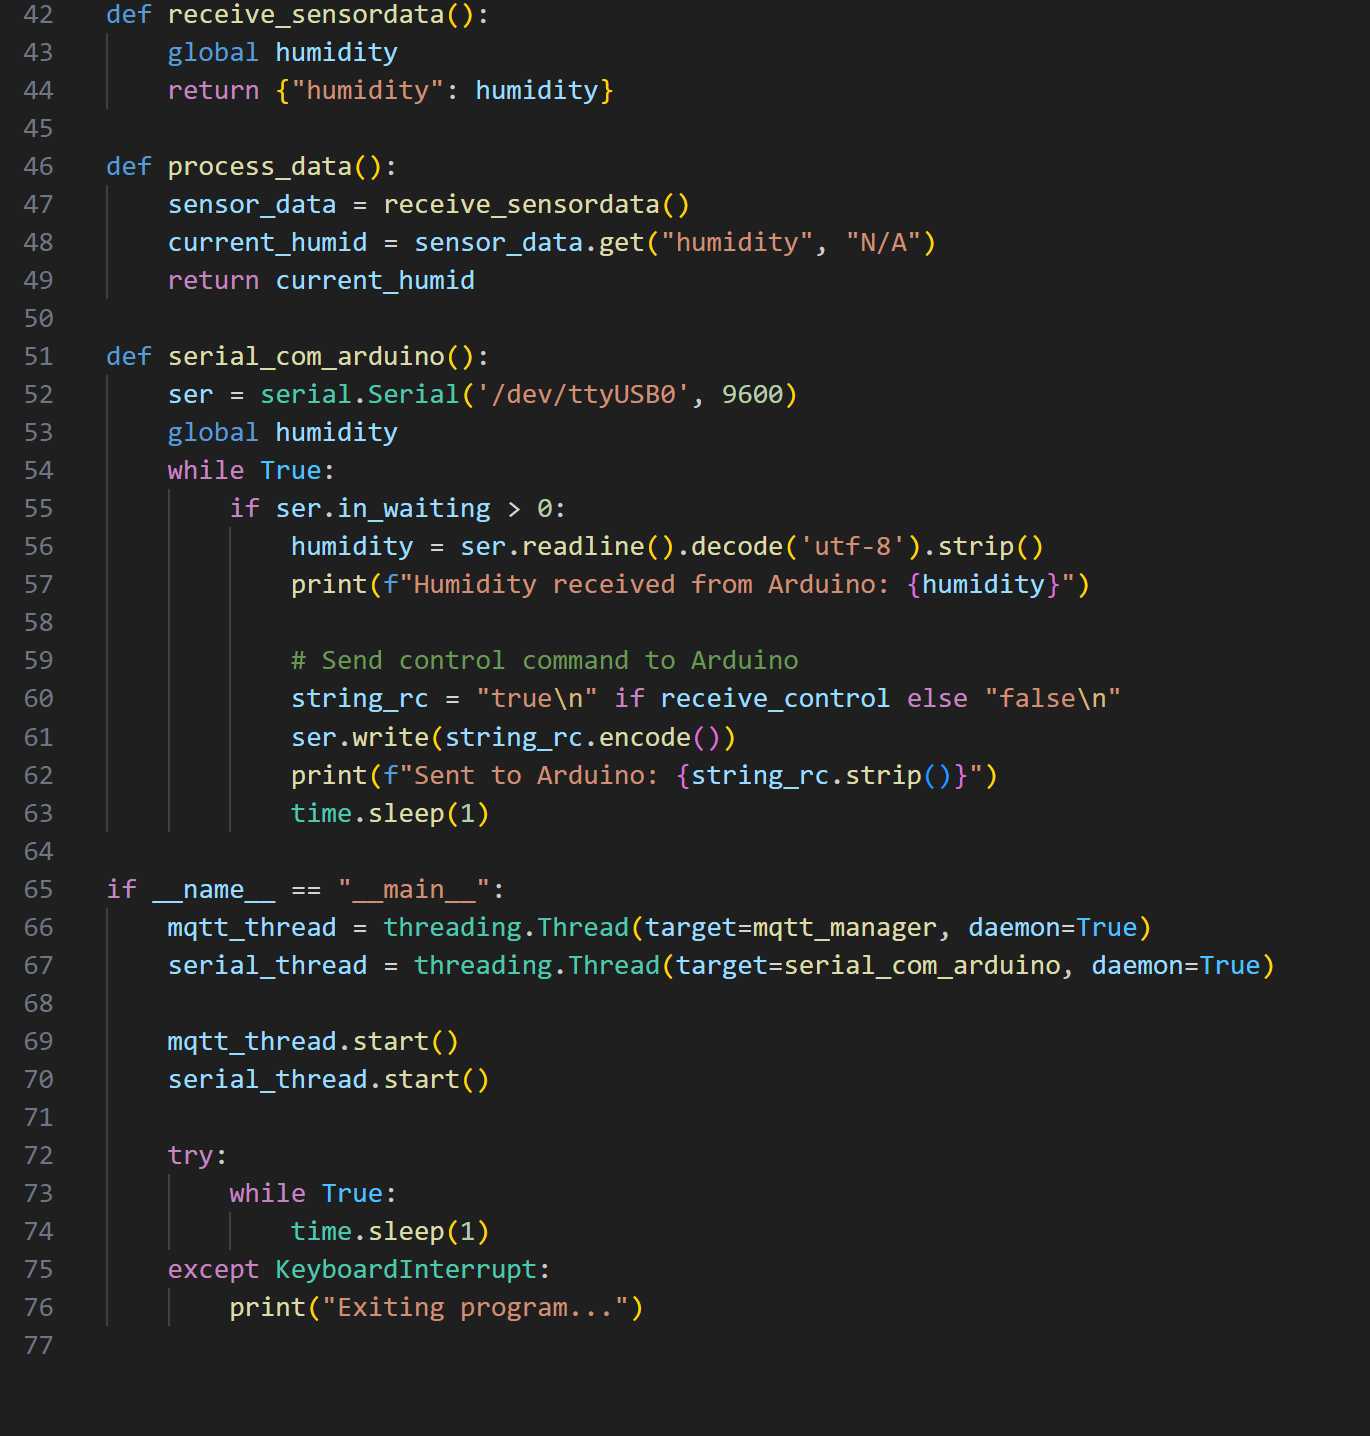 42 def receive_sensordata():
43     global humidity
44     return {"humidity": humidity}
45
46 def process_data():
47     sensor_data = receive_sensordata()
48     current_humid = sensor_data.get("humidity", "N/A")
49     return current_humid
50
51 def serial_com_arduino():
52     ser = serial.Serial('/dev/ttyUSB0', 9600)
53     global humidity
54     while True:
55         if ser.in_waiting > 0:
56             humidity = ser.readline().decode('utf-8').strip()
57             print(f"Humidity received from Arduino: {humidity}")
58
59             # Send control command to Arduino
60             string_rc = "true\n" if receive_control else "false\n"
61             ser.write(string_rc.encode())
62             print(f"Sent to Arduino: {string_rc.strip()}")
63             time.sleep(1)
64
65 if __name__ == "__main__":
66     mqtt_thread = threading.Thread(target=mqtt_manager, daemon=True)
67     serial_thread = threading.Thread(target=serial_com_arduino, daemon=True)
68
69     mqtt_thread.start()
70     serial_thread.start()
71
72     try:
73         while True:
74             time.sleep(1)
75     except KeyboardInterrupt:
76         print("Exiting program...")
77